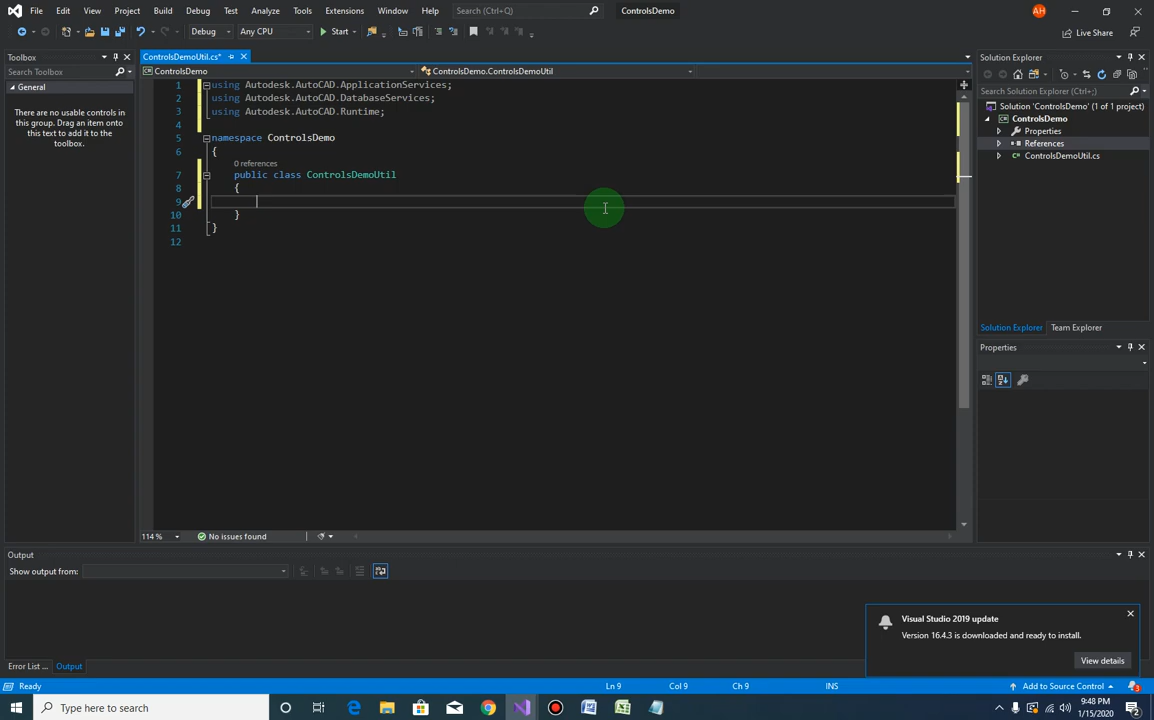 File Edit View Project Build Debug Test Analyze Tools Extensions Window Help Search (Ctrl+Q) ControlsDemo AH
Debug Any CPU Start Live Share
Toolbox
Search Toolbox
General
There are no usable controls in
this group. Drag an item onto
this text to add it to the
toolbox.
ControlsDemoUtil.cs*
ControlsDemo ControlsDemo.ControlsDemoUtil
1 using Autodesk.AutoCAD.ApplicationServices;
2 using Autodesk.AutoCAD.DatabaseServices;
3 using Autodesk.AutoCAD.Runtime;
4
5 namespace ControlsDemo
6 {
0 references
7 public class ControlsDemoUtil
8 {
9
10 }
11 }
12
114 % No issues found
Solution Explorer
Search Solution Explorer (Ctrl+;)
Solution 'ControlsDemo' (1 of 1 project)
ControlsDemo
Properties
References
ControlsDemoUtil.cs
Solution Explorer Team Explorer
Properties
Output
Show output from:
Error List ... Output
Visual Studio 2019 update
Version 16.4.3 is downloaded and ready to install.
View details
Ready Ln 9 Col 9 Ch 9 INS Add to Source Control 3
Type here to search
9:48 PM
1/15/2020
2